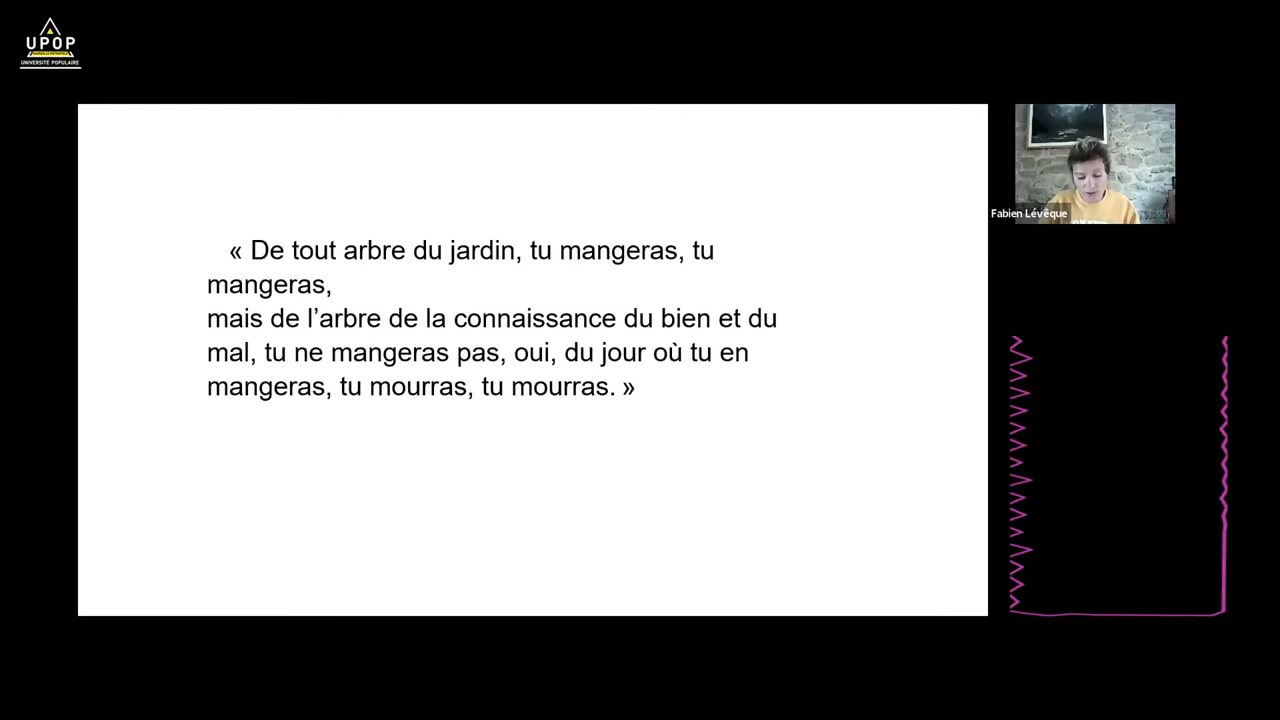 UPOP
UNIVERSITÉ POPULAIRE
« De tout arbre du jardin, tu mangeras, tu
mangeras,
mais de l’arbre de la connaissance du bien et du
mal, tu ne mangeras pas, oui, du jour où tu en
mangeras, tu mourras, tu mourras. »
Fabien Lévêque